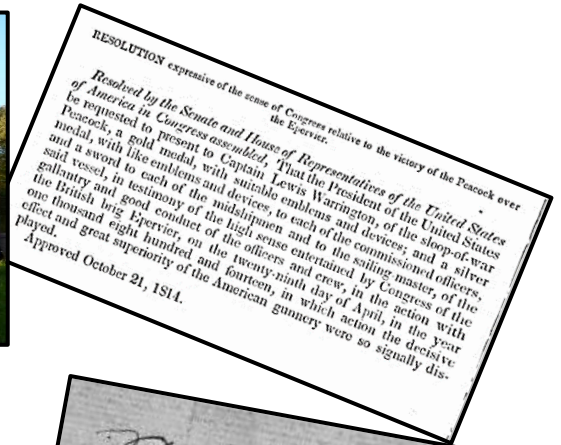 RESOLUTION expressive of the sense of Congress relative to the victory of the Peacock over
the Epervier.
Resolved by the Senate and House of Representatives of the United States
of America in Congress assembled, That the President of the United States
be requested to present to Captain Lewis Warrington, of the sloop-of-war
Peacock, a gold medal, with suitable emblems and devices; and a silver
medal, with like emblems and devices, to each of the commissioned officers,
and a sword to each of the midshipmen and to the sailing master, of the
said vessel, in testimony of the high sense entertained by Congress of the
gallantry and good conduct of the officers and crew, in the action with
the British brig Epervier, on the twenty-ninth day of April, in the year
one thousand eight hundred and fourteen, in which action the decisive
effect and great superiority of the American gunnery were so signally dis-
played.
Approved October 21, 1814.